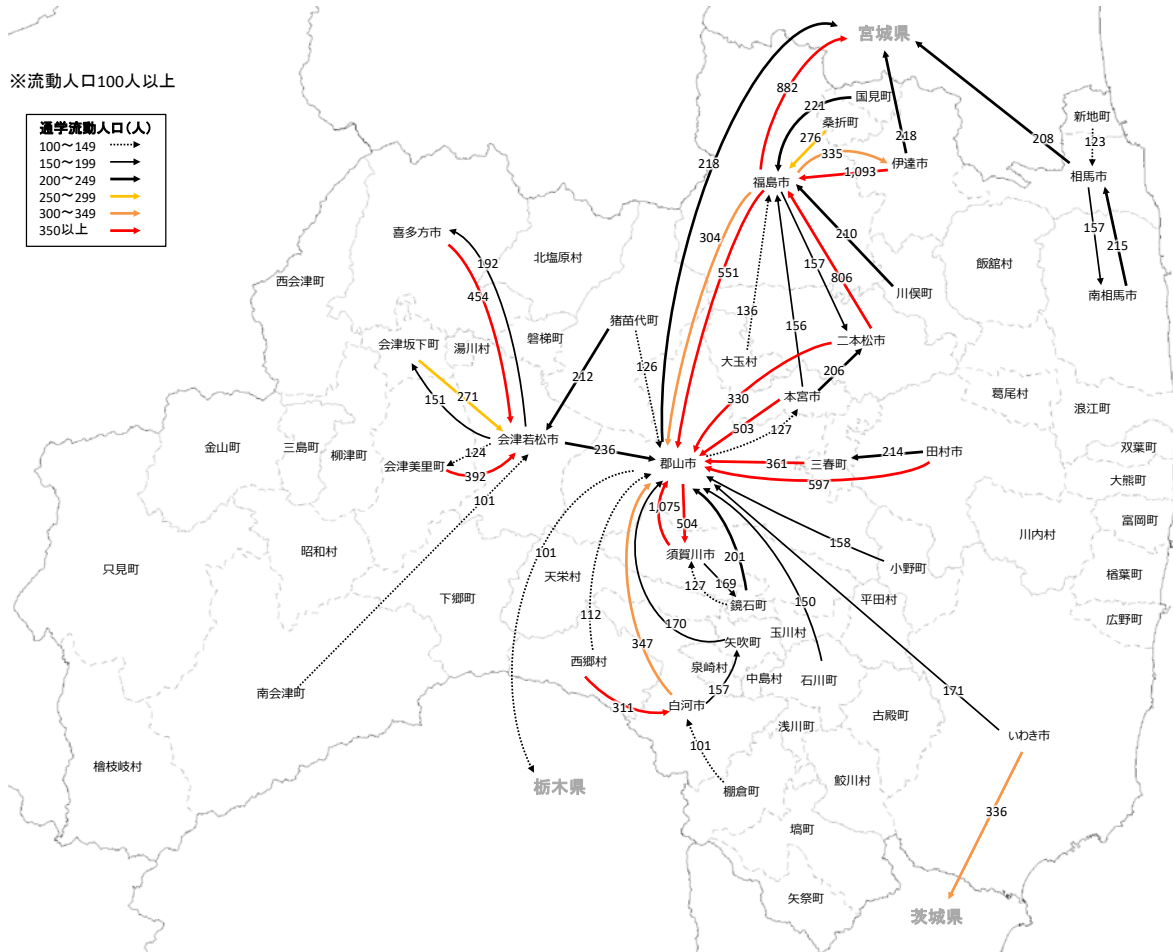 宮城県
※流動人口100人以上
882
国見町
221
桑折町
新地町
通学流動人口(人)
100～149
150～199
200～249
250～299
300～349
350以上
276
218
208
123
335
伊達市
218
1,093
相馬市
福島市
157
215
喜多方市
192
304
210
北塩原村
551
157
806
飯舘村
西会津町
454
川俣町
南相馬市
136
156
猪苗代町
会津坂下町
湯川村
磐梯町
126
大玉村
二本松市
206
212
271
151
330
本宮市
葛尾村
浪江町
503
127
会津若松市
金山町
三島町
柳津町
124
236
会津美里町
392
郡山市
361
三春町
214
田村市
双葉町
597
大熊町
101
1,075
504
富岡町
昭和村
101
須賀川市
201
158
川内村
只見町
天栄村
小野町
楢葉町
169
127
下郷町
鏡石町
150
平田村
広野町
112
170
玉川村
347
矢吹町
西郷村
泉崎村
中島村
石川町
157
南会津町
171
311
白河市
古殿町
浅川町
いわき市
101
檜枝岐村
栃木県
棚倉町
鮫川村
336
塙町
矢祭町
茨城県